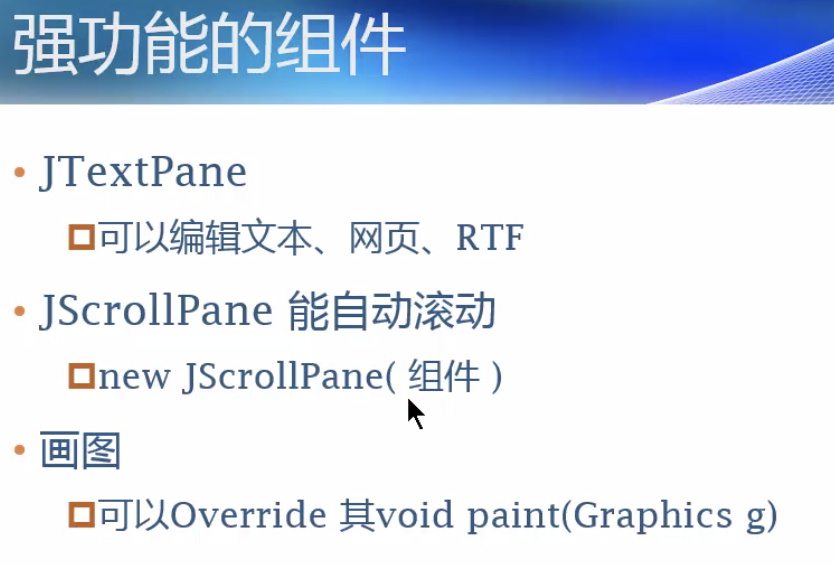 强功能的组件
JTextPane
可以编辑文本、网页、RTF
JScrollPane 能自动滚动
new JScrollPane( 组件 )
画图
可以Override 其void paint(Graphics g)